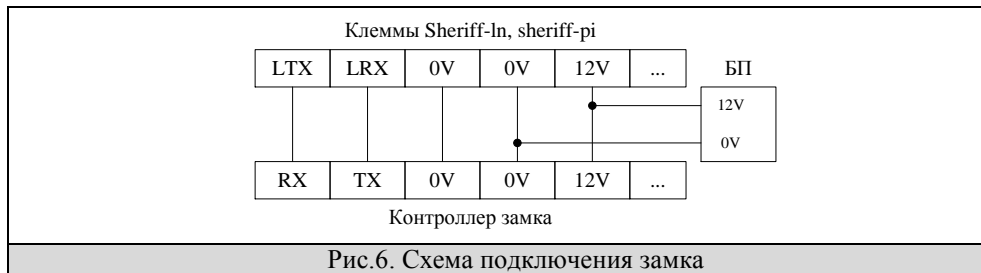 Клеммы Sheriff-ln, sheriff-pi
LTX LRX 0V 0V 12V ... БП
12V
0V
RX TX 0V 0V 12V ...
Контроллер замка
Рис.6. Схема подключения замка